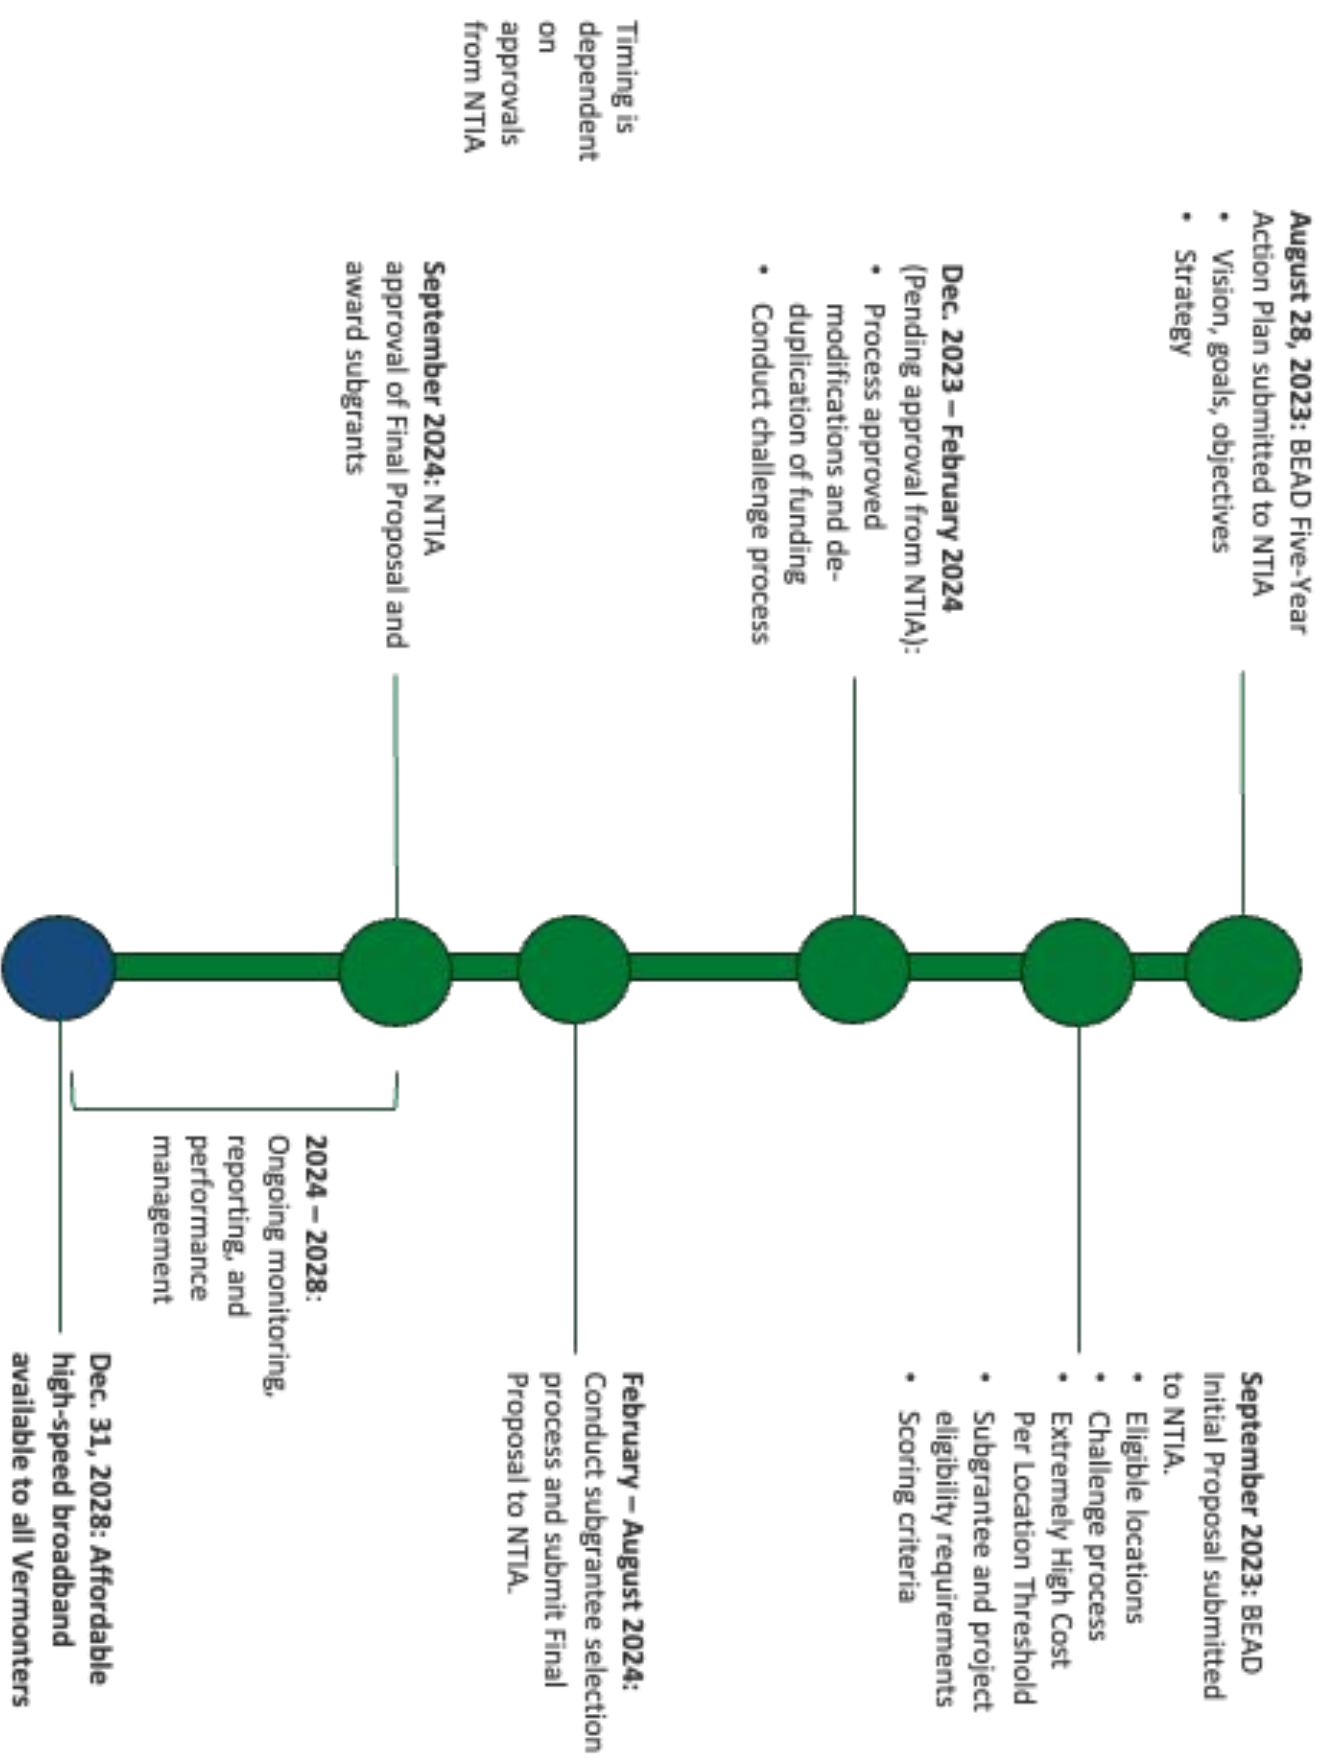 August 28, 2023: BEAD Five-Year
Action Plan submitted to NTIA
• Vision, goals, objectives
• Strategy
September 2023: BEAD
Initial Proposal submitted
to NTIA.
• Eligible locations
• Challenge process
• Extremely High Cost
Per Location Threshold
• Subgrantee and project
eligibility requirements
• Scoring criteria
Dec. 2023 – February 2024
(Pending approval from NTIA):
• Process approved
modifications and de-
duplication of funding
• Conduct challenge process
Timing is
dependent
on
approvals
from NTIA
February – August 2024:
Conduct subgrantee selection
process and submit Final
Proposal to NTIA.
September 2024: NTIA
approval of Final Proposal and
award subgrants
2024 – 2028:
Ongoing monitoring,
reporting, and
performance
management
Dec. 31, 2028: Affordable
high-speed broadband
available to all Vermonters